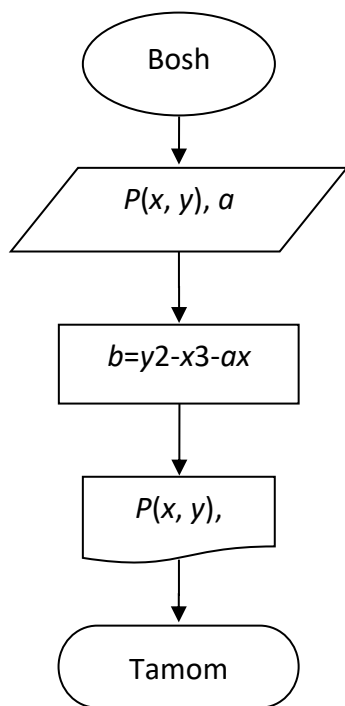 Bosh
P(x, y), a
b=y2-x3-ax
P(x, y),
Tamom